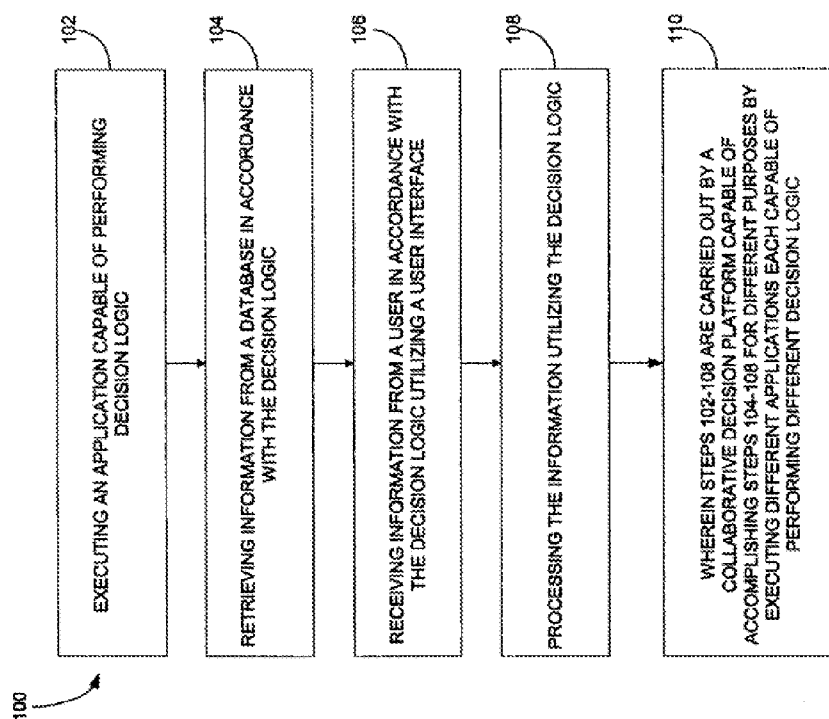 100
102
EXECUTING AN APPLICATION CAPABLE OF PERFORMING
DECISION LOGIC
104
RETRIEVING INFORMATION FROM A DATABASE IN ACCORDANCE
WITH THE DECISION LOGIC
106
RECEIVING INFORMATION FROM A USER IN ACCORDANCE WITH
THE DECISION LOGIC UTILIZING A USER INTERFACE
108
PROCESSING THE INFORMATION UTILIZING THE DECISION LOGIC
110
WHEREIN STEPS 102-108 ARE CARRIED OUT BY A
COLLABORATIVE DECISION PLATFORM CAPABLE OF
ACCOMPLISHING STEPS 104-108 FOR DIFFERENT PURPOSES BY
EXECUTING DIFFERENT APPLICATIONS EACH CAPABLE OF
PERFORMING DIFFERENT DECISION LOGIC